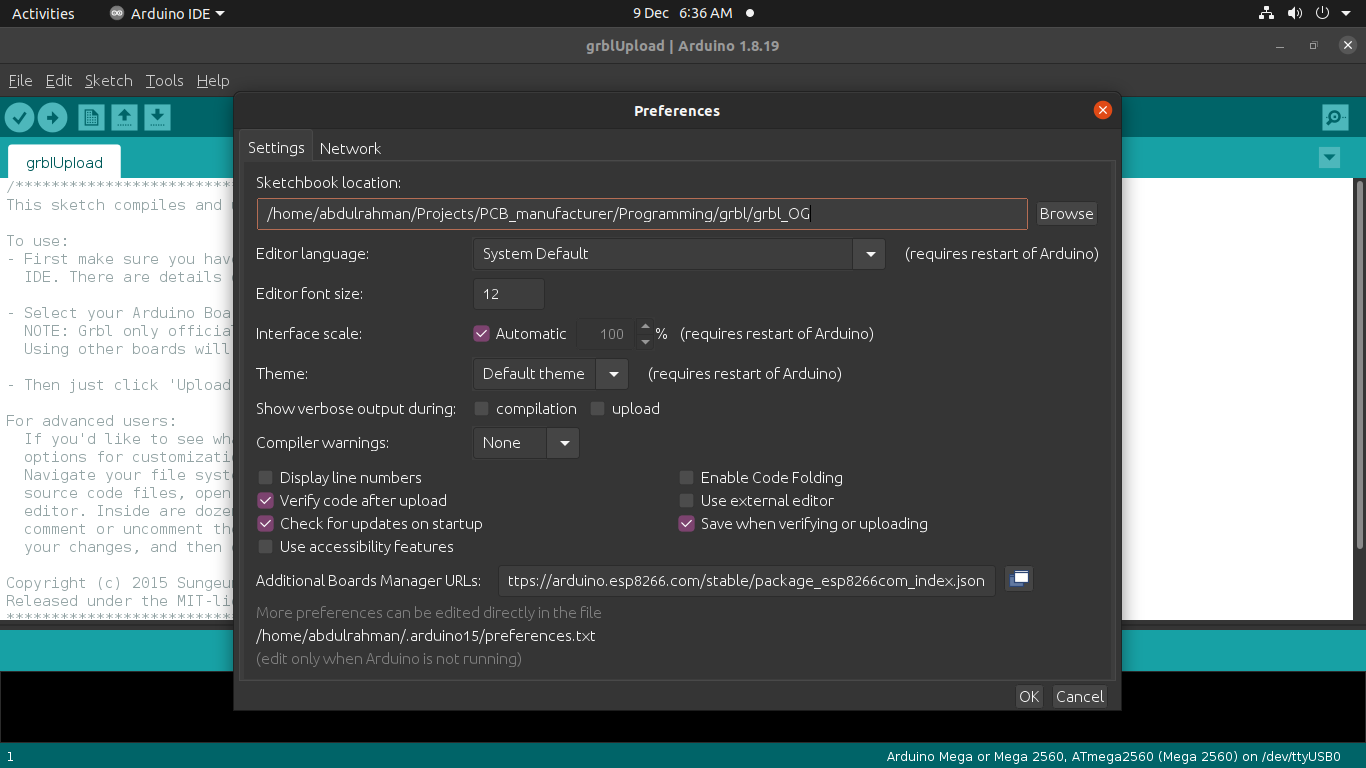 Activities Arduino IDE 9 Dec 6:36 AM
grblUpload | Arduino 1.8.19
File Edit Sketch Tools Help
Preferences
Settings Network
grblUpload
Sketchbook location:
/home/abdulrahman/Projects/PCB_manufacturer/Programming/grbl/grbl_OG Browse
Editor language: System Default (requires restart of Arduino)
Editor font size: 12
Interface scale: Automatic 100 % (requires restart of Arduino)
Theme: Default theme (requires restart of Arduino)
Show verbose output during: compilation upload
Compiler warnings: None
Display line numbers Enable Code Folding
Verify code after upload Use external editor
Check for updates on startup Save when verifying or uploading
Use accessibility features
Additional Boards Manager URLs: ttps://arduino.esp8266.com/stable/package_esp8266com_index.json
More preferences can be edited directly in the file
/home/abdulrahman/.arduino15/preferences.txt
(edit only when Arduino is not running)
OK Cancel
/*************************
This sketch compiles and
To use:
- First make sure you have
IDE. There are details
- Select your Arduino Boa
NOTE: Grbl only official
Using other boards will
- Then just click 'Upload
For advanced users:
If you'd like to see wh
options for customizati
Navigate your file syst
source code files, open
editor. Inside are doze
comment or uncomment th
your changes, and then
Copyright (c) 2015 Sungeu
Released under the MIT-li
*************************
1 Arduino Mega or Mega 2560, ATmega2560 (Mega 2560) on /dev/ttyUSB0